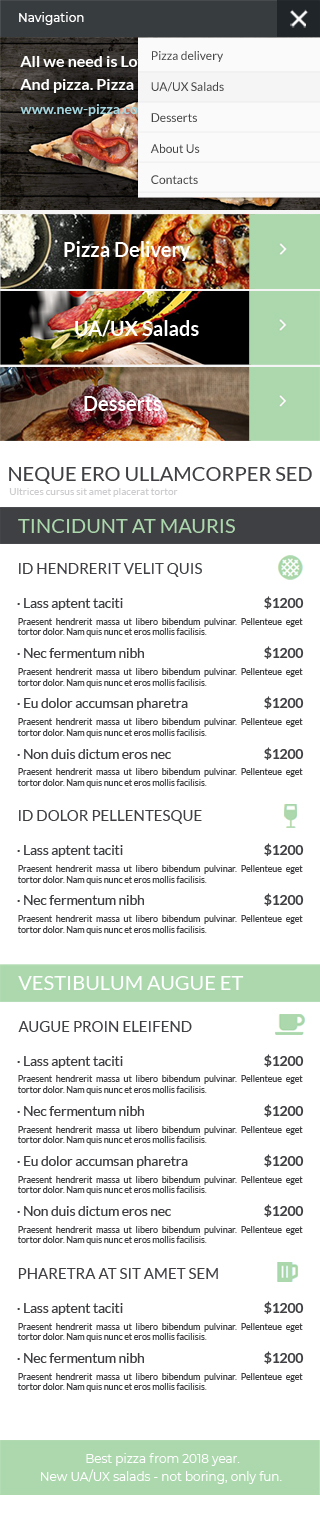 Navigation
All we need is Lo
And pizza. Pizza
www.new-pizza.co
Pizza delivery
UA/UX Salads
Desserts
About Us
Contacts
Pizza Delivery
UA/UX Salads
Desserts
NEQUE ERO ULLAMCORPER SED
Ultrices cursus sit amet placerat tortor
TINCIDUNT AT MAURIS
ID HENDRERIT VELIT QUIS
· Lass aptent taciti $1200
Praesent hendrerit massa ut libero bibendum pulvinar. Pellenteue eget
tortor dolor. Nam quis nunc et eros mollis facilisis.
· Nec fermentum nibh $1200
Praesent hendrerit massa ut libero bibendum pulvinar. Pellenteue eget
tortor dolor. Nam quis nunc et eros mollis facilisis.
· Eu dolor accumsan pharetra $1200
Praesent hendrerit massa ut libero bibendum pulvinar. Pellenteue eget
tortor dolor. Nam quis nunc et eros mollis facilisis.
· Non duis dictum eros nec $1200
Praesent hendrerit massa ut libero bibendum pulvinar. Pellenteue eget
tortor dolor. Nam quis nunc et eros mollis facilisis.
ID DOLOR PELLENTESQUE
· Lass aptent taciti $1200
Praesent hendrerit massa ut libero bibendum pulvinar. Pellenteue eget
tortor dolor. Nam quis nunc et eros mollis facilisis.
· Nec fermentum nibh $1200
Praesent hendrerit massa ut libero bibendum pulvinar. Pellenteue eget
tortor dolor. Nam quis nunc et eros mollis facilisis.
VESTIBULUM AUGUE ET
AUGUE PROIN ELEIFEND
· Lass aptent taciti $1200
Praesent hendrerit massa ut libero bibendum pulvinar. Pellenteue eget
tortor dolor. Nam quis nunc et eros mollis facilisis.
· Nec fermentum nibh $1200
Praesent hendrerit massa ut libero bibendum pulvinar. Pellenteue eget
tortor dolor. Nam quis nunc et eros mollis facilisis.
· Eu dolor accumsan pharetra $1200
Praesent hendrerit massa ut libero bibendum pulvinar. Pellenteue eget
tortor dolor. Nam quis nunc et eros mollis facilisis.
· Non duis dictum eros nec $1200
Praesent hendrerit massa ut libero bibendum pulvinar. Pellenteue eget
tortor dolor. Nam quis nunc et eros mollis facilisis.
PHARETRA AT SIT AMET SEM
· Lass aptent taciti $1200
Praesent hendrerit massa ut libero bibendum pulvinar. Pellenteue eget
tortor dolor. Nam quis nunc et eros mollis facilisis.
· Nec fermentum nibh $1200
Praesent hendrerit massa ut libero bibendum pulvinar. Pellenteue eget
tortor dolor. Nam quis nunc et eros mollis facilisis.
Best pizza from 2018 year.
New UA/UX salads - not boring, only fun.